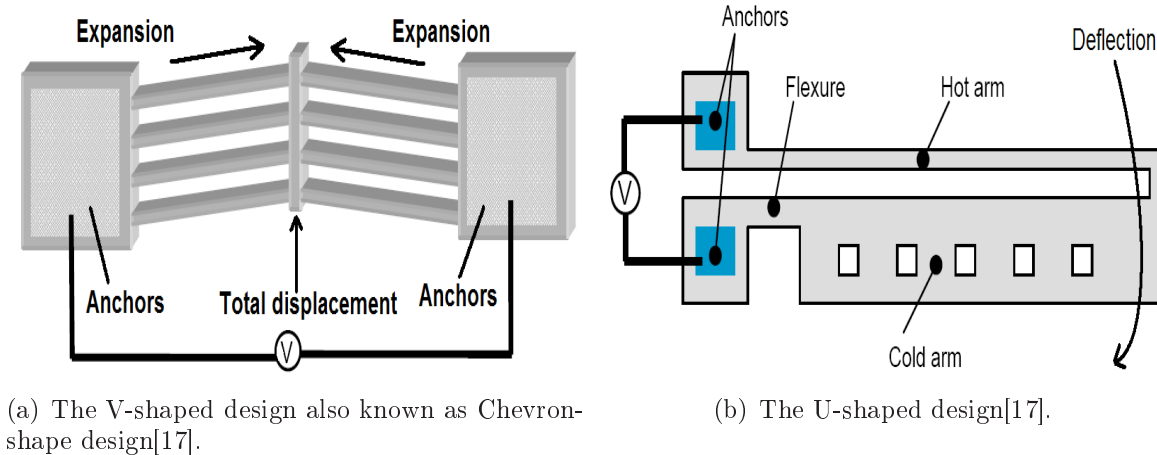 Expansion
Expansion
Anchors
Anchors
Total displacement
V
(a) The V-shaped design also known as Chevron-
shape design[17].
Anchors
Deflection
Flexure
Hot arm
V
Cold arm
(b) The U-shaped design[17].